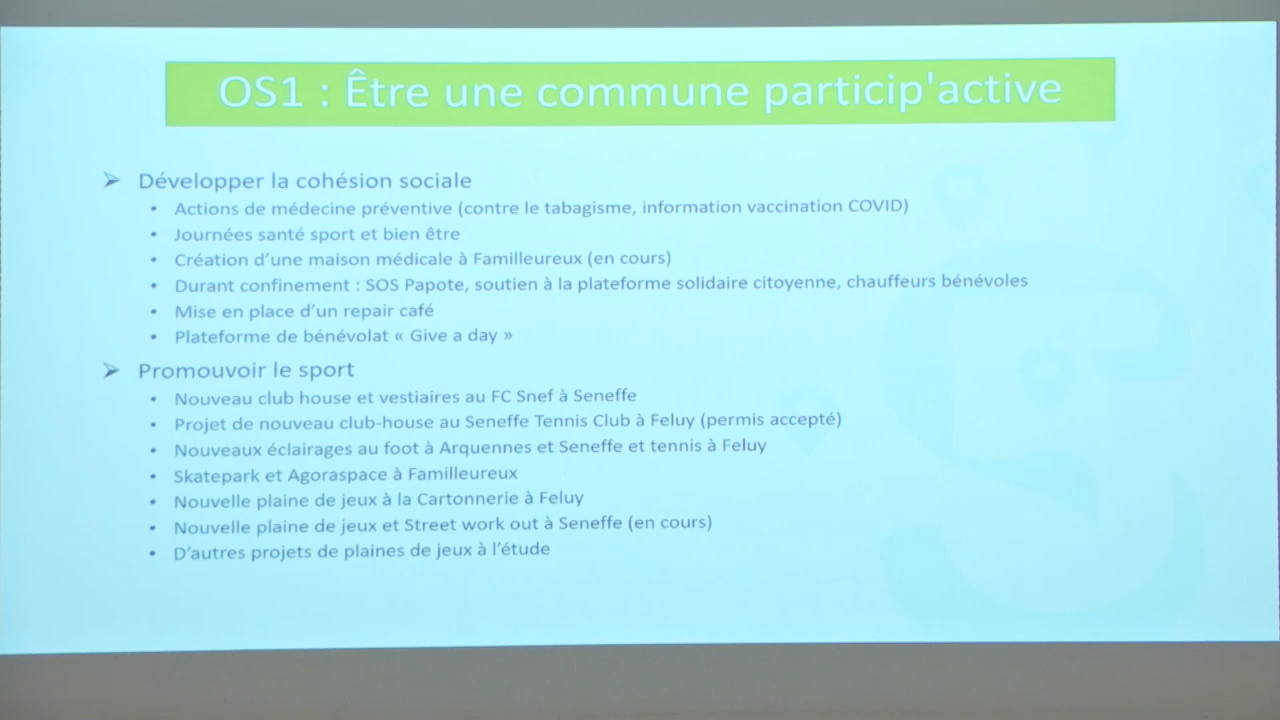 OS1 : Être une commune particip'active
➢ Développer la cohésion sociale
• Actions de médecine préventive (contre le tabagisme, information vaccination COVID)
• Journées santé sport et bien être
• Création d’une maison médicale à Familleureux (en cours)
• Durant confinement : SOS Papote, soutien à la plateforme solidaire citoyenne, chauffeurs bénévoles
• Mise en place d’un repair café
• Plateforme de bénévolat « Give a day »
➢ Promouvoir le sport
• Nouveau club house et vestiaires au FC Snef à Seneffe
• Projet de nouveau club-house au Seneffe Tennis Club à Feluy (permis accepté)
• Nouveaux éclairages au foot à Arquennes et Seneffe et tennis à Feluy
• Skatepark et Agoraspace à Familleureux
• Nouvelle plaine de jeux à la Cartonnerie à Feluy
• Nouvelle plaine de jeux et Street work out à Seneffe (en cours)
• D’autres projets de plaines de jeux à l’étude